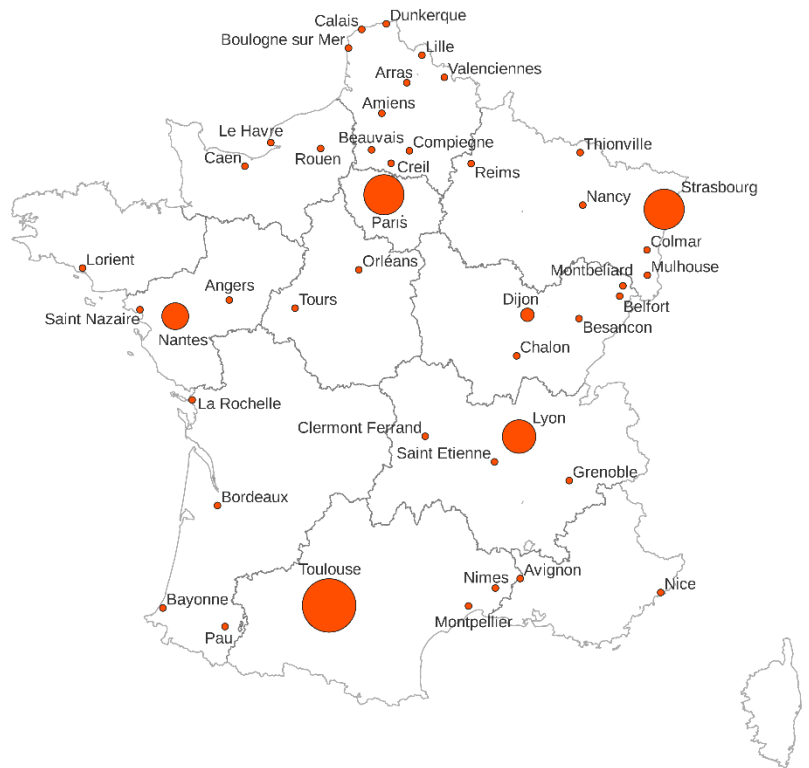 Dunkerque
Calais
Boulogne sur Mer
Lille
Valenciennes
Arras
Amiens
Le Havre
Beauvais
Compiegne
Thionville
Caen
Rouen
Creil
Reims
Strasbourg
Nancy
Paris
Colmar
Lorient
Orléans
Montbeliard
Mulhouse
Angers
Tours
Dijon
Belfort
Saint Nazaire
Besancon
Nantes
Chalon
La Rochelle
Lyon
Clermont Ferrand
Saint Etienne
Grenoble
Bordeaux
Toulouse
Avignon
Nimes
Nice
Bayonne
Montpellier
Pau